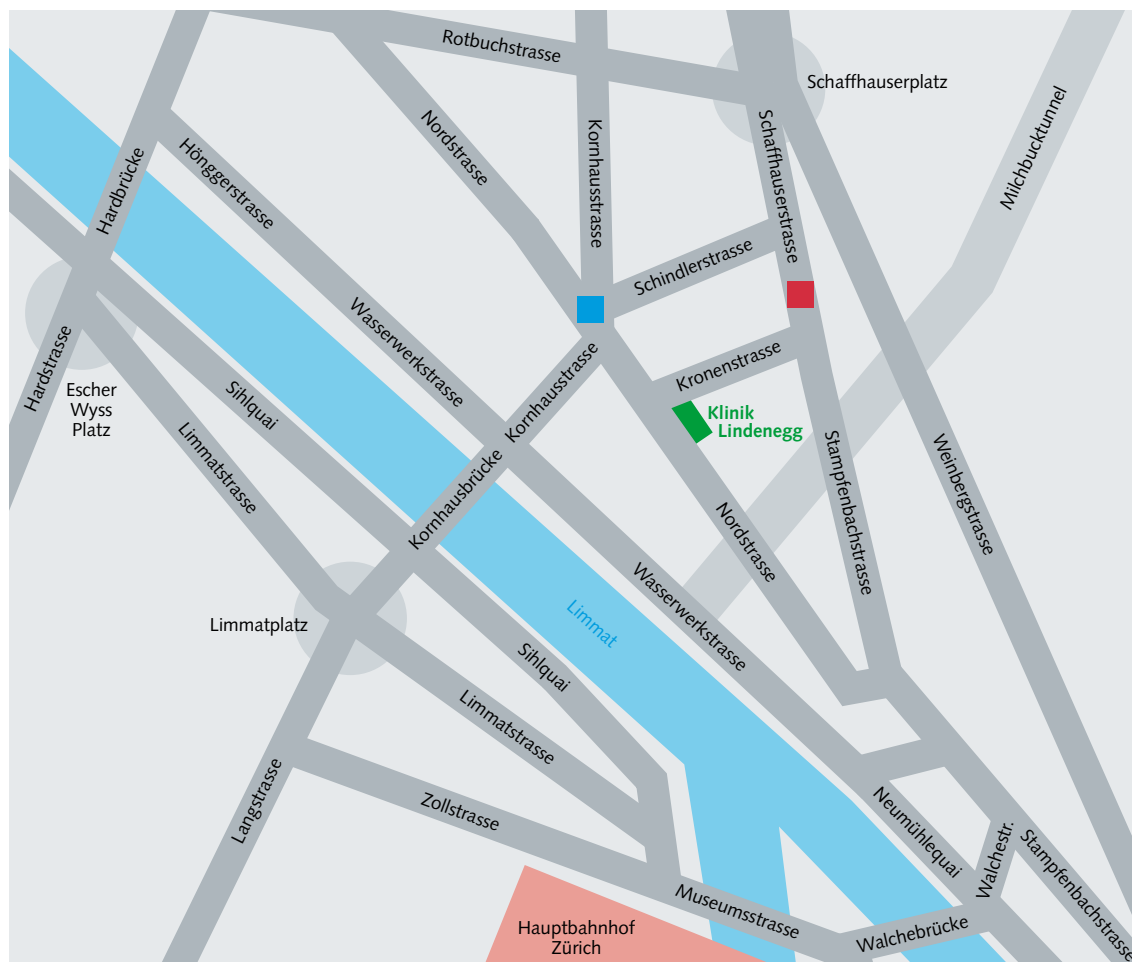 Rotbuchstrasse
Schaffhauserplatz
Nordstrasse
Kornhausstrasse
Schaffhauserstrasse
Milchbucktunnel
Hardbrücke
Hönggerstrasse
Schindlerstrasse
Wasserwerkstrasse
Hardstrasse
Escher
Wyss
Platz
Sihlquai
Limmatstrasse
Kornhausstrasse
Kronenstrasse
Klinik
Lindenegg
Kornhausbrücke
Stampfenbachstrasse
Weinbergstrasse
Nordstrasse
Limmatplatz
Limmat
Wasserwerkstrasse
Sihlquai
Limmatstrasse
Langstrasse
Zollstrasse
Neumühlequai
Walchestr.
Stampfenbachstrasse
Museumsstrasse
Walchebrücke
Hauptbahnhof
Zürich